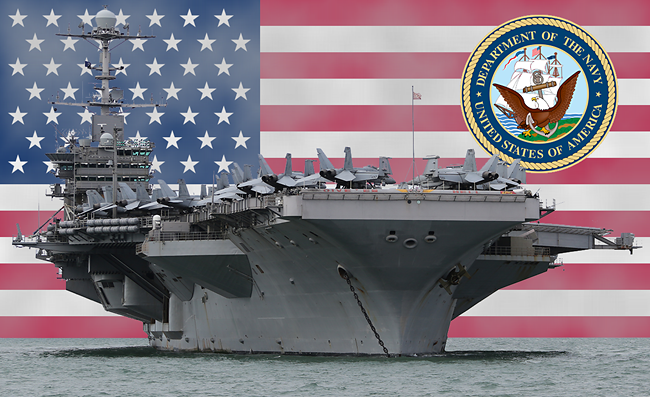 DEPARTMENT OF THE NAVY
UNITED STATES OF AMERICA